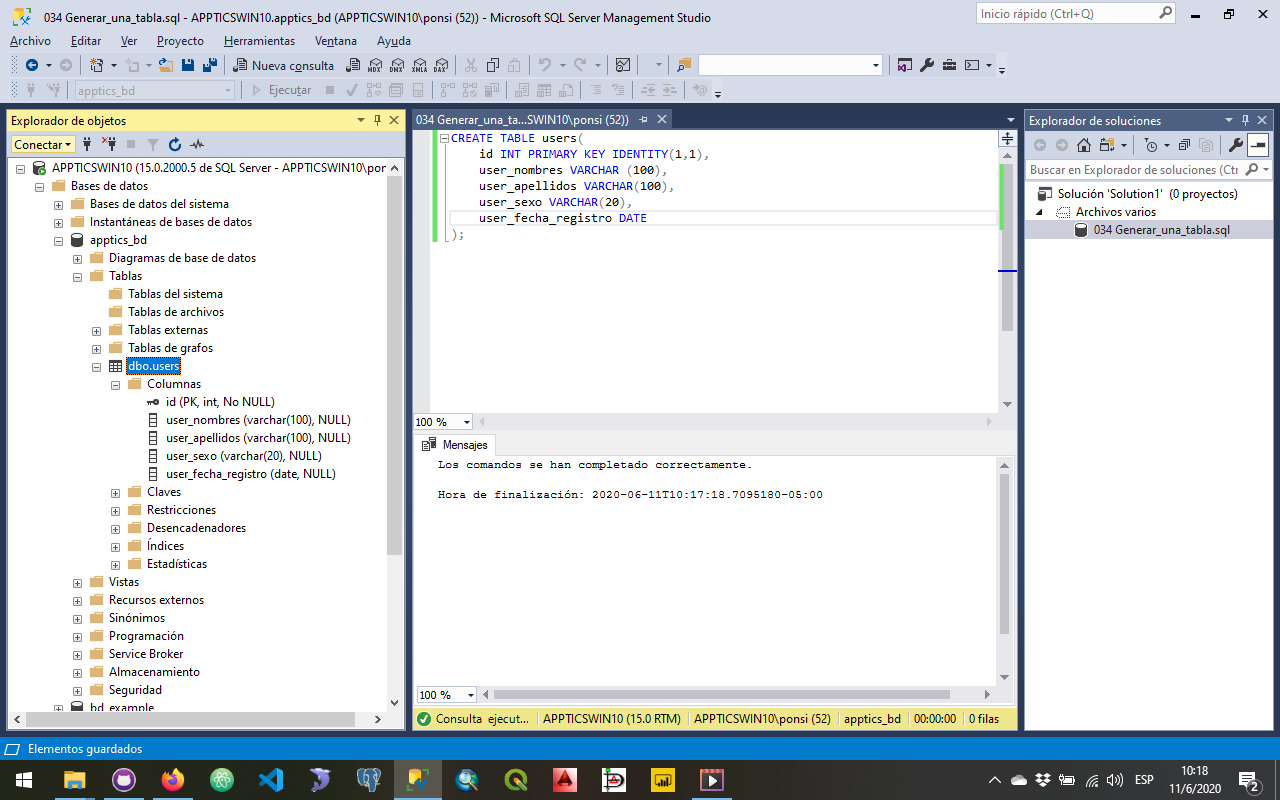 034 Generar_una_tabla.sql - APPTICSWIN10.apptics_bd (APPTICSWIN10\ponsi (52)) - Microsoft SQL Server Management Studio
Inicio rápido (Ctrl+Q)
Archivo Editar Ver Proyecto Herramientas Ventana Ayuda
Nueva consulta
MDX DMX XMLA DAX
apptics_bd
Ejecutar
Explorador de objetos
Conectar
APPTICSWIN10 (15.0.2000.5 de SQL Server - APPTICSWIN10\por
Bases de datos
Bases de datos del sistema
Instantáneas de bases de datos
apptics_bd
Diagramas de base de datos
Tablas
Tablas del sistema
Tablas de archivos
Tablas externas
Tablas de grafos
dbo.users
Columnas
id (PK, int, No NULL)
user_nombres (varchar(100), NULL)
user_apellidos (varchar(100), NULL)
user_sexo (varchar(20), NULL)
user_fecha_registro (date, NULL)
Claves
Restricciones
Desencadenadores
Índices
Estadísticas
Vistas
Recursos externos
Sinónimos
Programación
Service Broker
Almacenamiento
Seguridad
bd_example
034 Generar_una_ta...SWIN10\ponsi (52))
CREATE TABLE users(
id INT PRIMARY KEY IDENTITY(1,1),
user_nombres VARCHAR (100),
user_apellidos VARCHAR(100),
user_sexo VARCHAR(20),
user_fecha_registro DATE
);
100 %
Mensajes
Los comandos se han completado correctamente.
Hora de finalización: 2020-06-11T10:17:18.7095180-05:00
100 %
Consulta ejecut... APPTICSWIN10 (15.0 RTM) APPTICSWIN10\ponsi (52) apptics_bd 00:00:00 0 filas
Explorador de soluciones
Buscar en Explorador de soluciones (Ctr
Solución 'Solution1' (0 proyectos)
Archivos varios
034 Generar_una_tabla.sql
Elementos guardados
ESP
10:18
11/6/2020
2